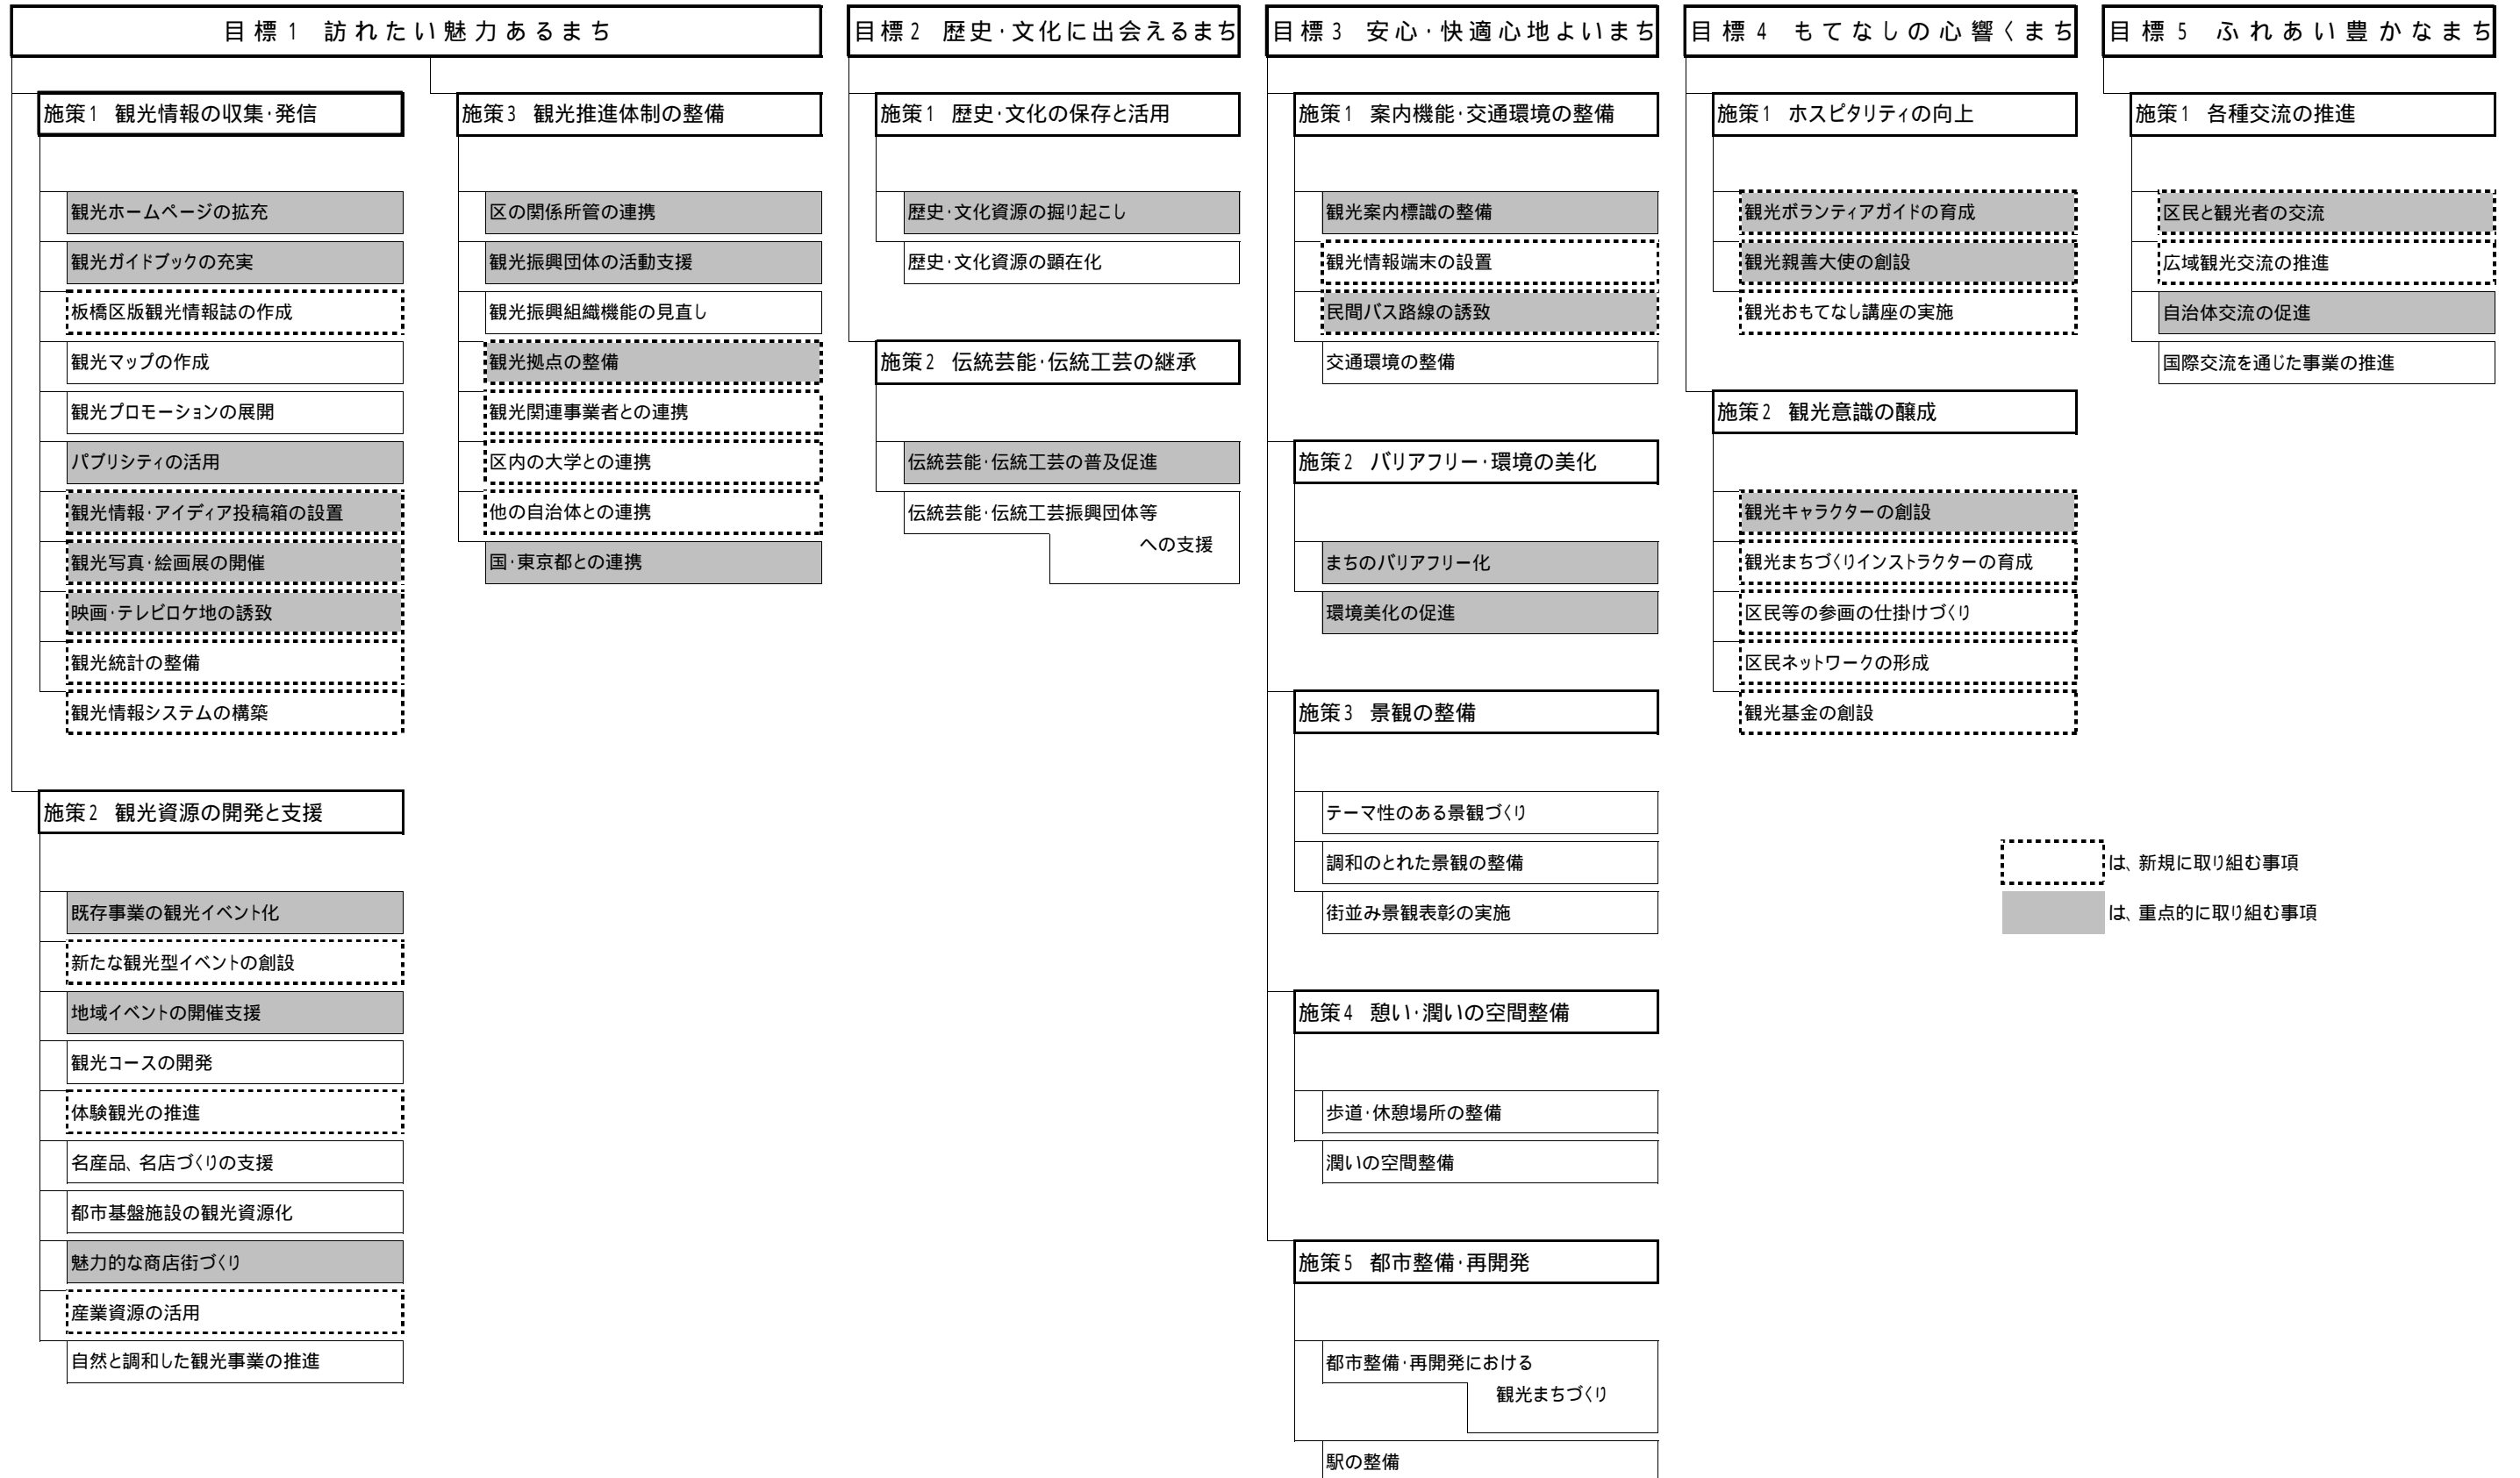 目標1 訪れたい魅力あるまち
施策1 観光情報の収集・発信
観光ホームページの拡充
観光ガイドブックの充実
板橋区版観光情報誌の作成
観光マップの作成
観光プロモーションの展開
パブリシティの活用
観光情報・アイディア投稿箱の設置
観光写真・絵画展の開催
映画・テレビロケ地の誘致
観光統計の整備
観光情報システムの構築
施策2 観光資源の開発と支援
既存事業の観光イベント化
新たな観光型イベントの創設
地域イベントの開催支援
観光コースの開発
体験観光の推進
名産品、名店づくりの支援
都市基盤施設の観光資源化
魅力的な商店街づくり
産業資源の活用
自然と調和した観光事業の推進
施策3 観光推進体制の整備
区の関係所管の連携
観光振興団体の活動支援
観光振興組織機能の見直し
観光拠点の整備
観光関連事業者との連携
区内の大学との連携
他の自治体との連携
国・東京都との連携
目標2 歴史・文化に出会えるまち
施策1 歴史・文化の保存と活用
歴史・文化資源の掘り起こし
歴史・文化資源の顕在化
施策2 伝統芸能・伝統工芸の継承
伝統芸能・伝統工芸の普及促進
伝統芸能・伝統工芸振興団体等
への支援
目標3 安心・快適心地よいまち
施策1 案内機能・交通環境の整備
観光案内標識の整備
観光情報端末の設置
民間バス路線の誘致
交通環境の整備
施策2 バリアフリー・環境の美化
まちのバリアフリー化
環境美化の促進
施策3 景観の整備
テーマ性のある景観づくり
調和のとれた景観の整備
街並み景観表彰の実施
施策4 憩い・潤いの空間整備
歩道・休憩場所の整備
潤いの空間整備
施策5 都市整備・再開発
都市整備・再開発における
観光まちづくり
駅の整備
目標4 もてなしの心響くまち
施策1 ホスピタリティの向上
観光ボランティアガイドの育成
観光親善大使の創設
観光おもてなし講座の実施
施策2 観光意識の醸成
観光キャラクターの創設
観光まちづくりインストラクターの育成
区民等の参画の仕掛けづくり
区民ネットワークの形成
観光基金の創設
目標5 ふれあい豊かなまち
施策1 各種交流の推進
区民と観光者の交流
広域観光交流の推進
自治体交流の促進
国際交流を通じた事業の推進
は、新規に取り組む事項
は、重点的に取り組む事項